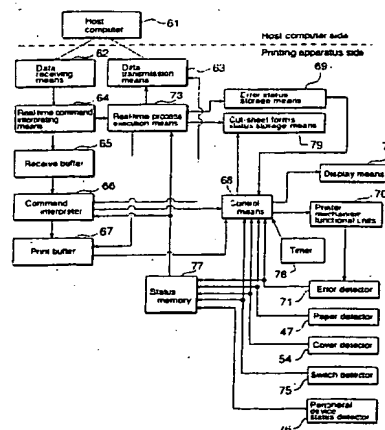 Host
computer
61
Host computer side
Printing apparatus side
62
Data
receiving means
Data
transmission
means
63
64
Real-time command
interpreting
means
73
Real-time process
execution means
69
Error status
storage means
Cut-sheet forms
status storage means
79
65
Receive buffer
66
Command
interpreter
67
Print buffer
68
Control
means
Display means
70
Printer
mechanism
functional units
Timer
77
Status
memory
Error detector
71
Paper detector
47
Cover detector
54
Switch detector
75
Peripheral
device
status detector